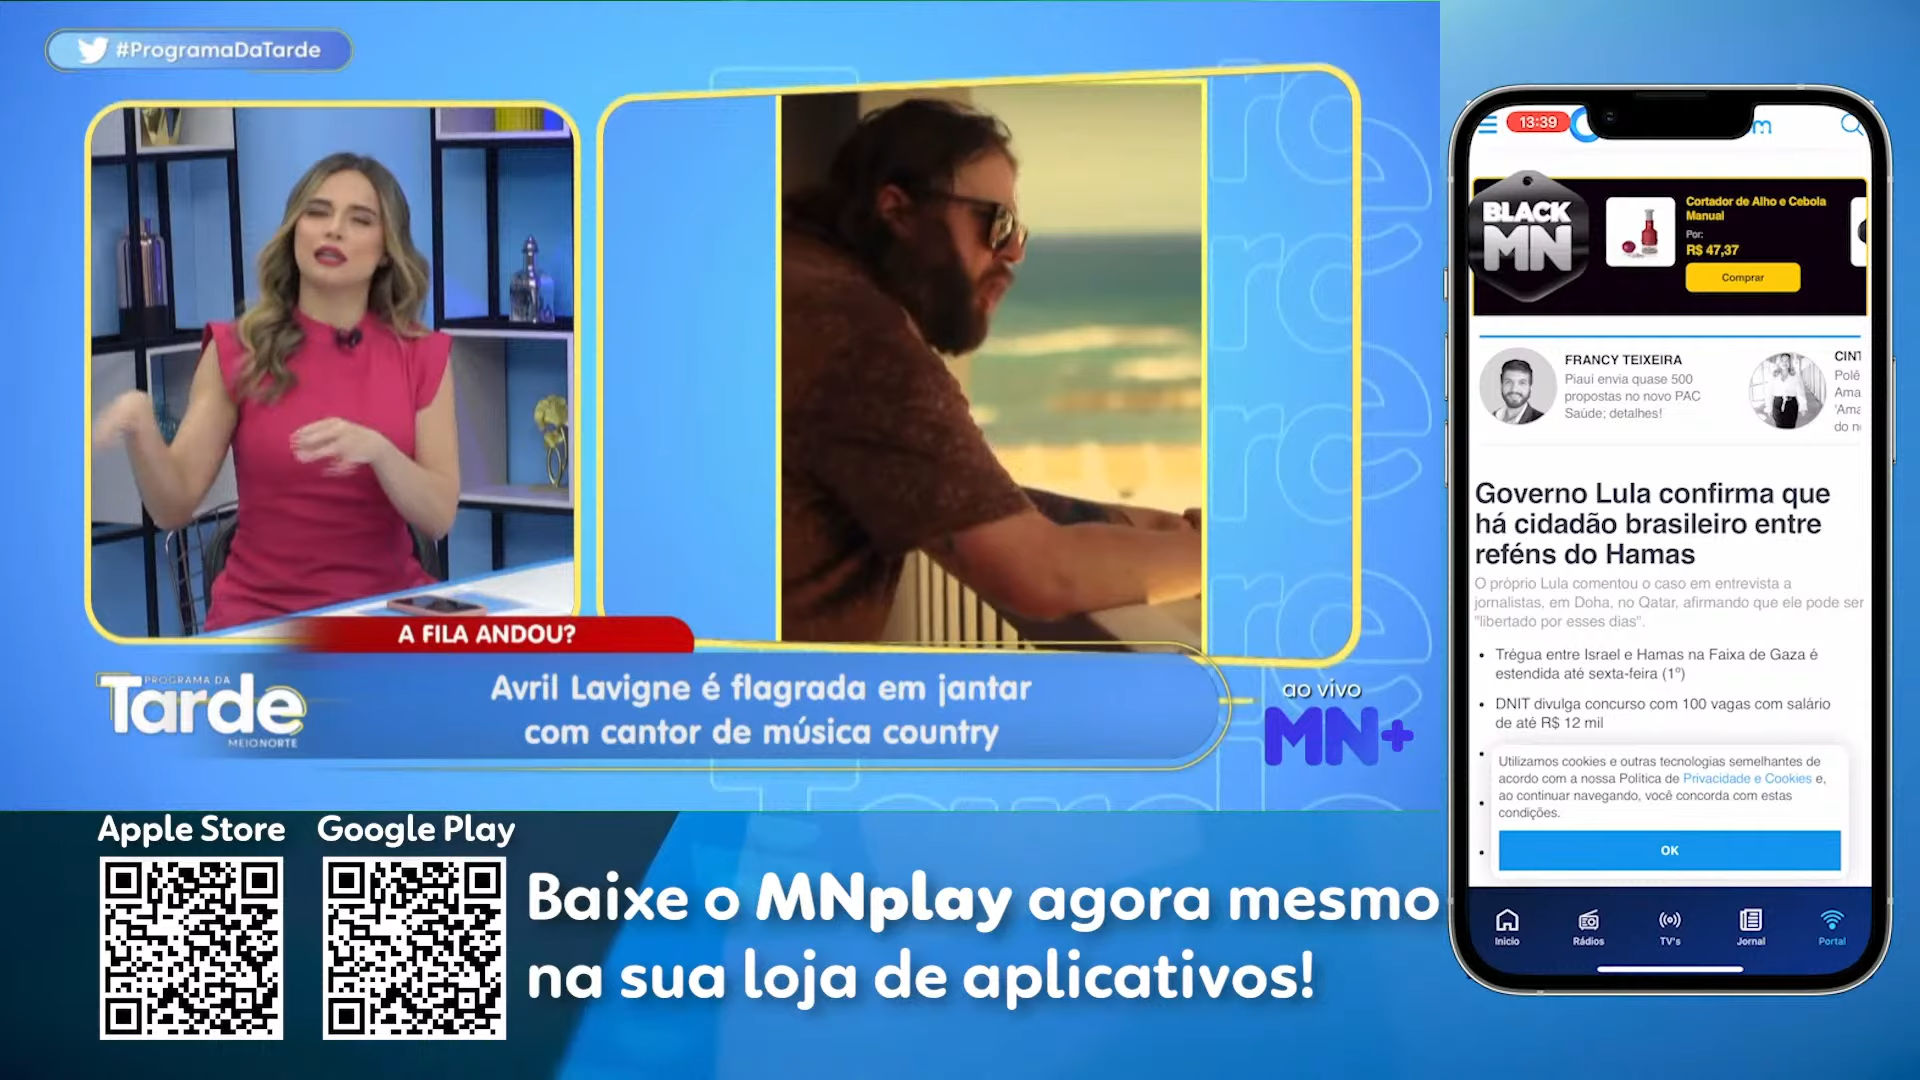 #ProgramaDaTarde
A FILA ANDOU?
PROGRAMA DA
Tarde
MEIONORTE
Avril Lavigne é flagrada em jantar
com cantor de música country
ao vivo
MN+
Apple Store
Google Play
Baixe o MNplay agora mesmo
na sua loja de aplicativos!
13:39
m
BLACK
MN
Cortador de Alho e Cebola
Manual
Por:
R$ 47,37
Comprar
FRANCY TEIXEIRA
Piauí envia quase 500
propostas no novo PAC
Saúde; detalhes!
CINT
Polê
Ama
'Ama
do n
Governo Lula confirma que
há cidadão brasileiro entre
reféns do Hamas
O próprio Lula comentou o caso em entrevista a
jornalistas, em Doha, no Qatar, afirmando que ele pode ser
"libertado por esses dias".
• Trégua entre Israel e Hamas na Faixa de Gaza é
estendida até sexta-feira (1º)
• DNIT divulga concurso com 100 vagas com salário
de até R$ 12 mil
Utilizamos cookies e outras tecnologias semelhantes de
acordo com a nossa Política de Privacidade e Cookies e,
ao continuar navegando, você concorda com estas
condições.
OK
Inicio
Rádios
TV's
Jornal
Portal